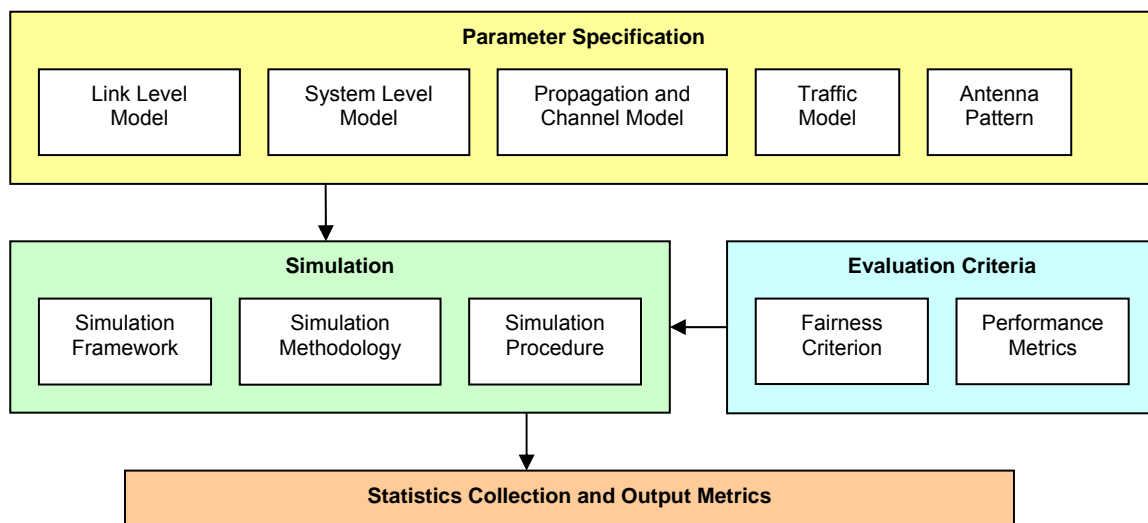 Parameter Specification
Link Level
Model
System Level
Model
Propagation and
Channel Model
Traffic
Model
Antenna
Pattern
Simulation
Simulation
Framework
Simulation
Methodology
Simulation
Procedure
Evaluation Criteria
Fairness
Criterion
Performance
Metrics
Statistics Collection and Output Metrics